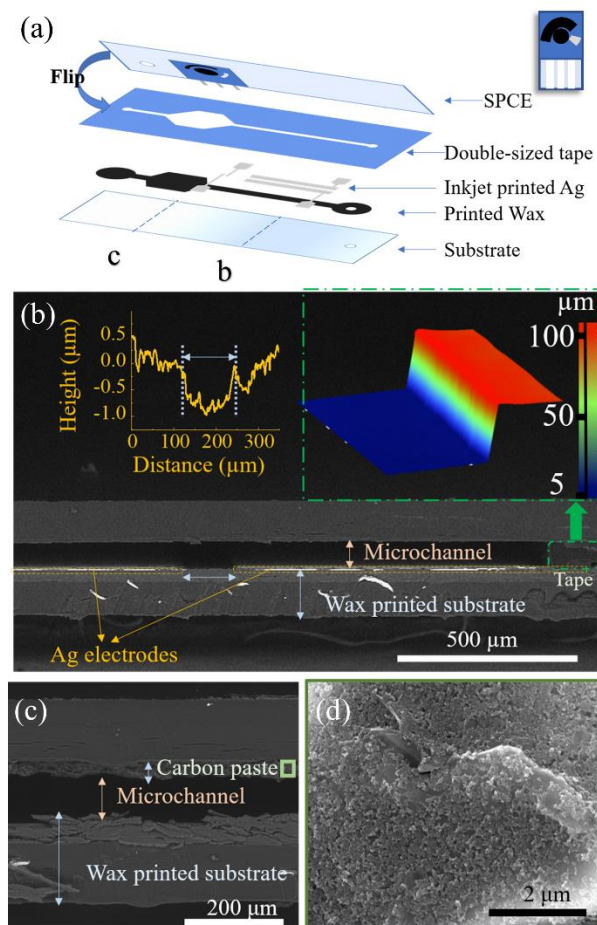 (a)
Flip
SPCE
Double-sized tape
Inkjet printed Ag
Printed Wax
Substrate
c
b
(b)
Height (µm)
0.5
0.0
-0.5
-1.0
0 100 200 300
Distance (µm)
µm
100
50
5
Microchannel
Tape
Wax printed substrate
Ag electrodes
500 µm
(c)
Carbon paste
Microchannel
Wax printed substrate
200 µm
(d)
2 µm